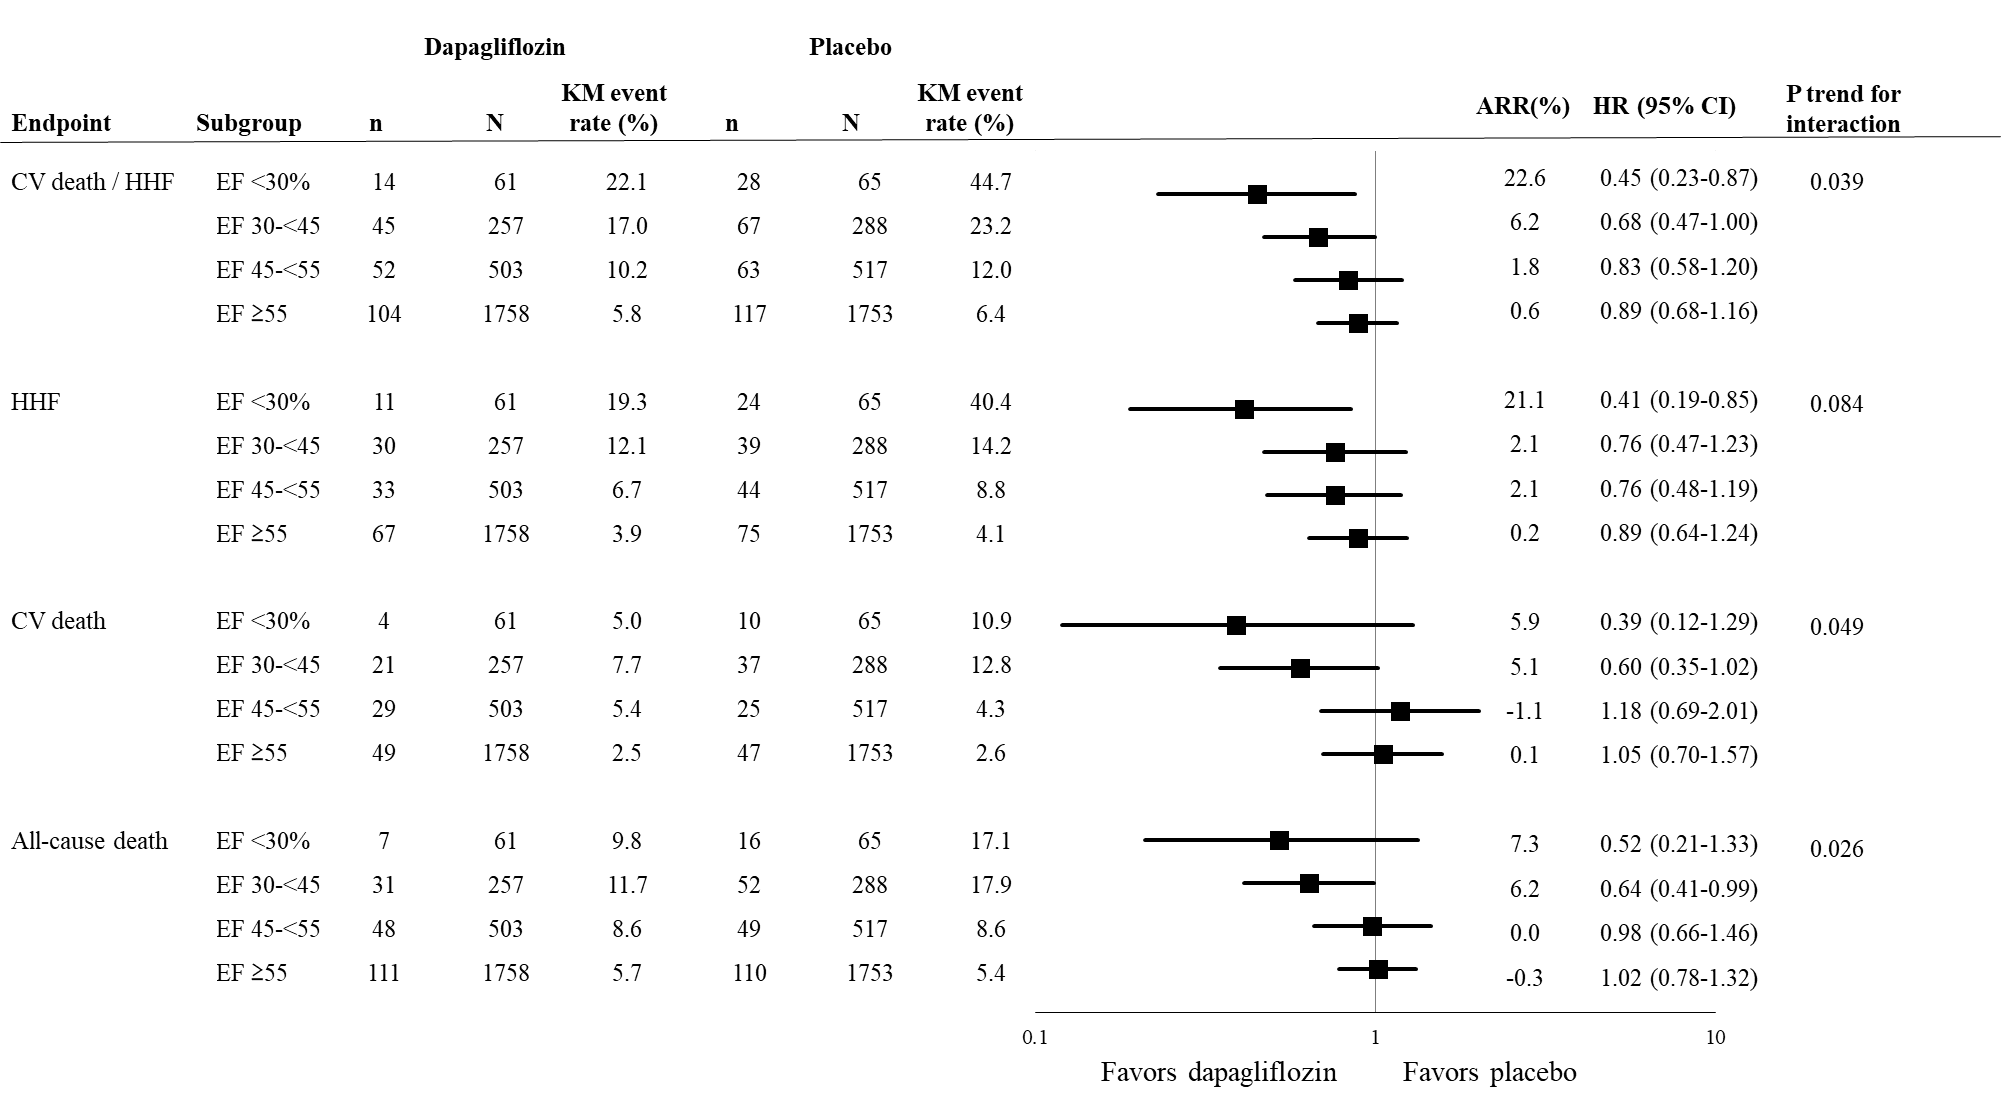 Dapagliflozin Placebo
Endpoint Subgroup n N KM event rate (%) n N KM event rate (%) ARR(%) HR (95% CI) P trend for interaction
CV death / HHF EF <30% 14 61 22.1 28 65 44.7 22.6 0.45 (0.23-0.87) 0.039
EF 30-<45 45 257 17.0 67 288 23.2 6.2 0.68 (0.47-1.00)
EF 45-<55 52 503 10.2 63 517 12.0 1.8 0.83 (0.58-1.20)
EF ≥55 104 1758 5.8 117 1753 6.4 0.6 0.89 (0.68-1.16)
HHF EF <30% 11 61 19.3 24 65 40.4 21.1 0.41 (0.19-0.85) 0.084
EF 30-<45 30 257 12.1 39 288 14.2 2.1 0.76 (0.47-1.23)
EF 45-<55 33 503 6.7 44 517 8.8 2.1 0.76 (0.48-1.19)
EF ≥55 67 1758 3.9 75 1753 4.1 0.2 0.89 (0.64-1.24)
CV death EF <30% 4 61 5.0 10 65 10.9 5.9 0.39 (0.12-1.29) 0.049
EF 30-<45 21 257 7.7 37 288 12.8 5.1 0.60 (0.35-1.02)
EF 45-<55 29 503 5.4 25 517 4.3 -1.1 1.18 (0.69-2.01)
EF ≥55 49 1758 2.5 47 1753 2.6 0.1 1.05 (0.70-1.57)
All-cause death EF <30% 7 61 9.8 16 65 17.1 7.3 0.52 (0.21-1.33) 0.026
EF 30-<45 31 257 11.7 52 288 17.9 6.2 0.64 (0.41-0.99)
EF 45-<55 48 503 8.6 49 517 8.6 0.0 0.98 (0.66-1.46)
EF ≥55 111 1758 5.7 110 1753 5.4 -0.3 1.02 (0.78-1.32)
0.1 1 10
Favors dapagliflozin Favors placebo